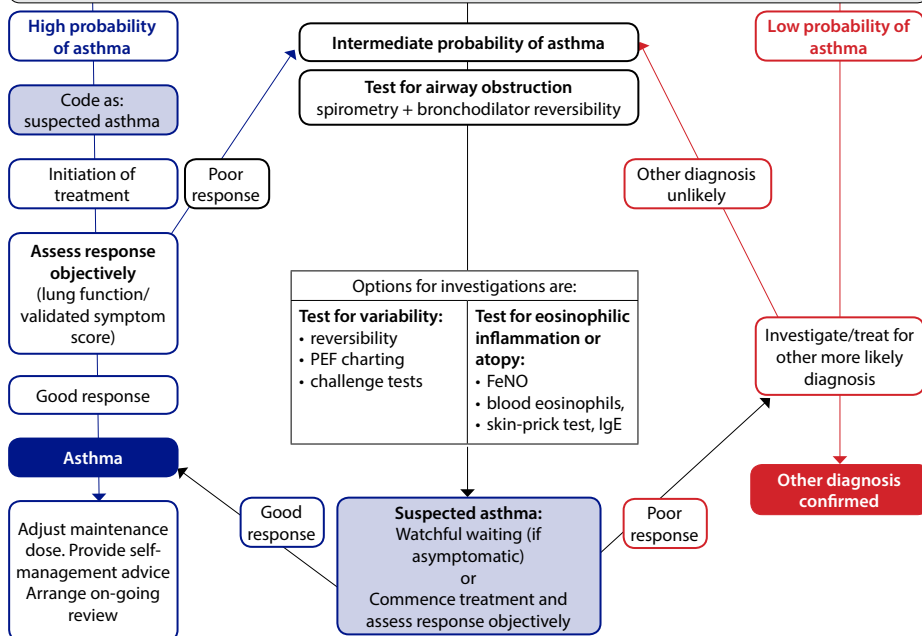 High probability
of asthma
Code as:
suspected asthma
Initiation of
treatment
Poor
response
Assess response
objectively
(lung function/
validated symptom
score)
Good response
Asthma
Adjust maintenance
dose. Provide self-
management advice
Arrange on-going
review
Intermediate probability of asthma
Test for airway obstruction
spirometry + bronchodilator reversibility
Options for investigations are:
Test for variability:
• reversibility
• PEF charting
• challenge tests
Test for eosinophilic
inflammation or
atopy:
• FeNO
• blood eosinophils,
• skin-prick test, IgE
Good
response
Suspected asthma:
Watchful waiting (if
asymptomatic)
or
Commence treatment and
assess response objectively
Poor
response
Low probability of
asthma
Other diagnosis
unlikely
Investigate/treat for
other more likely
diagnosis
Other diagnosis
confirmed